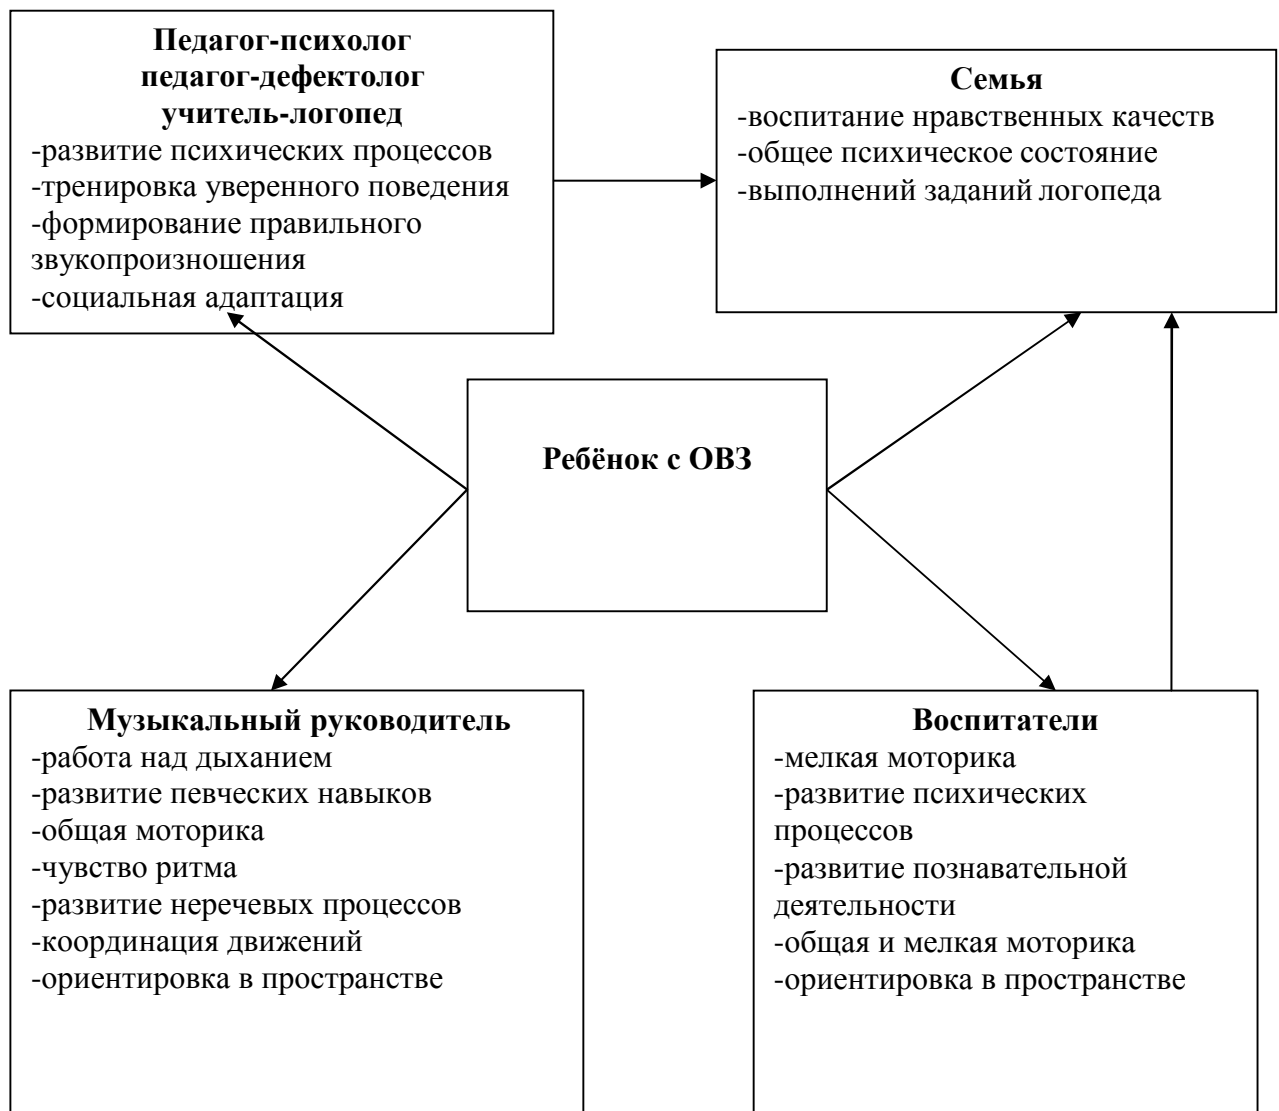 Педагог-психолог
педагог-дефектолог
учитель-логопед
-развитие психических процессов
-тренировка уверенного поведения
-формирование правильного
звукопроизношения
-социальная адаптация
Семья
-воспитание нравственных качеств
-общее психическое состояние
-выполнений заданий логопеда
Ребёнок с ОВЗ
Музыкальный руководитель
-работа над дыханием
-развитие певческих навыков
-общая моторика
-чувство ритма
-развитие неречевых процессов
-координация движений
-ориентировка в пространстве
Воспитатели
-мелкая моторика
-развитие психических
процессов
-развитие познавательной
деятельности
-общая и мелкая моторика
-ориентировка в пространстве